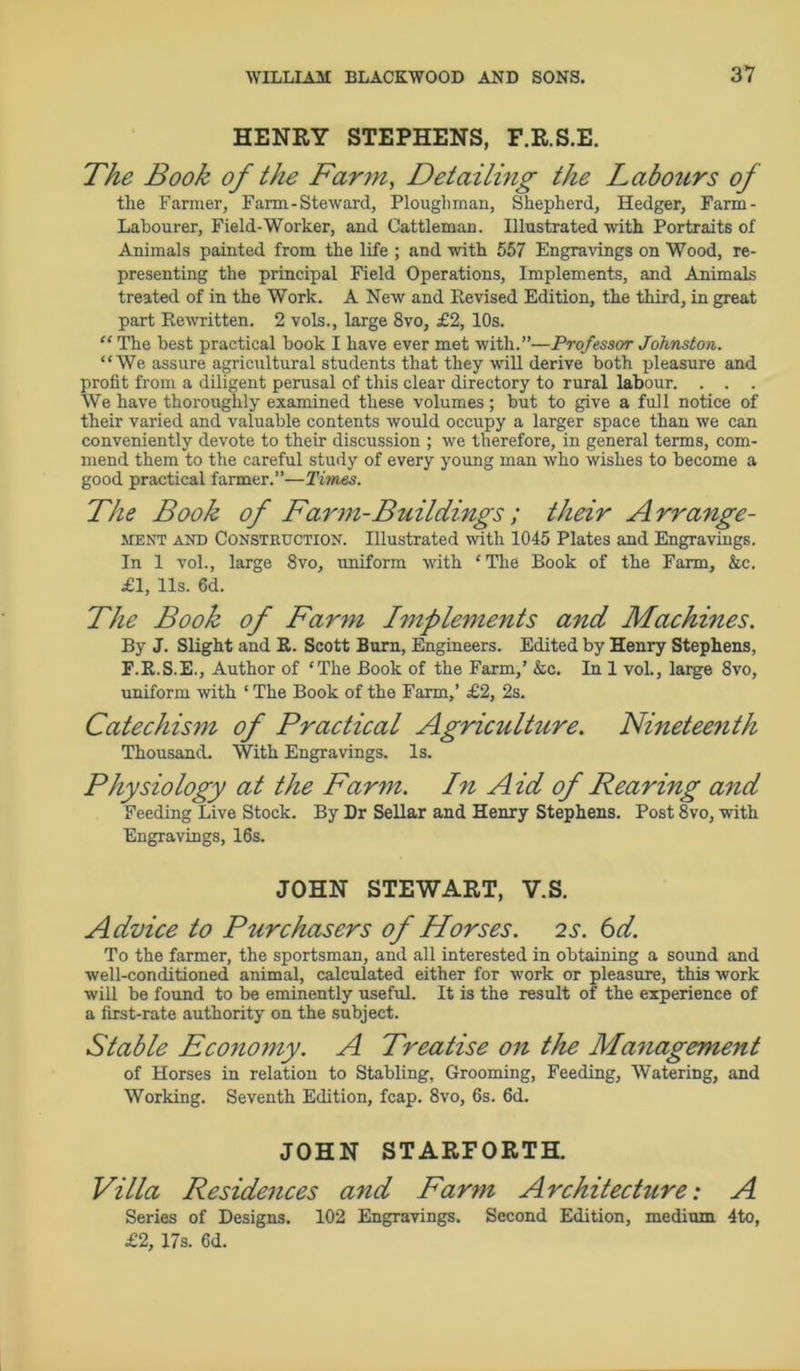 WILLIAM BLACKWOOD AND SONS. 37
HENRY STEPHENS, F.R.S.E.
The Book of the Farm, Detailing the Labours of
the Farmer, Farm-Steward, Ploughman, Shepherd, Hedger, Farm-
Labourer, Field-Worker, and Cattleman. Illustrated with Portraits of
Animals painted from the life ; and with 557 Engravings on Wood, re-
presenting the principal Field Operations, Implements, and Animals
treated of in the Work. A New and Revised Edition, the third, in great
part Rewritten. 2 vols., large 8vo, £2, 10s.
“ The best practical book I have ever met with.”—Professor Johnston.
“We assure agricultural students that they will derive both pleasure and
profit from a diligent perusal of this clear directory to rural labour. . . .
We have thoroughly examined these volumes ; but to give a full notice of
their varied and valuable contents would occupy a larger space than we can
conveniently devote to their discussion ; we therefore, in general terms, com-
mend them to the careful study of every young man who wishes to become a
good practical farmer.”—Times.
The Book of Farm-Buildings ; their Arrange-
MENT AND CONSTRUCTION. Illustrated with 1045 Plates and Engravings.
In 1 vol., large 8vo, uniform with ‘The Book of the Farm, &c.
£1, 11s. 6d.
The Book of Farm Implements and Machines.
By J. Slight and R. Scott Burn, Engineers. Edited by Henry Stephens,
F.R.S.E., Author of ‘The Book of the Farm,’ &c. In 1 vol., large 8vo,
uniform with ‘ The Book of the Farm,’ £2, 2s.
Catechism of Practical Agriculture. Nineteenth
Thousand. With Engravings. 1s.
Physiology at the Farm. In Aid of Rearing and
Feeding Live Stock. By Dr Sellar and Henry Stephens. Post 8vo, with
Engravings, 16s.
JOHN STEWART, V.S.
Advice to Purchasers of Horses. 2s. 6d.
To the farmer, the sportsman, and all interested in obtaining a sound and
well-conditioned animal, calculated either for work or pleasure, this work
will be found to be eminently useful. It is the result of the experience of
a first-rate authority on the subject.
Stable Economy. A Treatise on the Management
of Horses in relation to Stabling, Grooming, Feeding, Watering, and
Working. Seventh Edition, fcap. 8vo, 6s. 6d.
JOHN STARFORTH.
Villa Residences and Farm Architecture: A
Series of Designs. 102 Engravings. Second Edition, medium 4to,
£2, 17s. 6d.